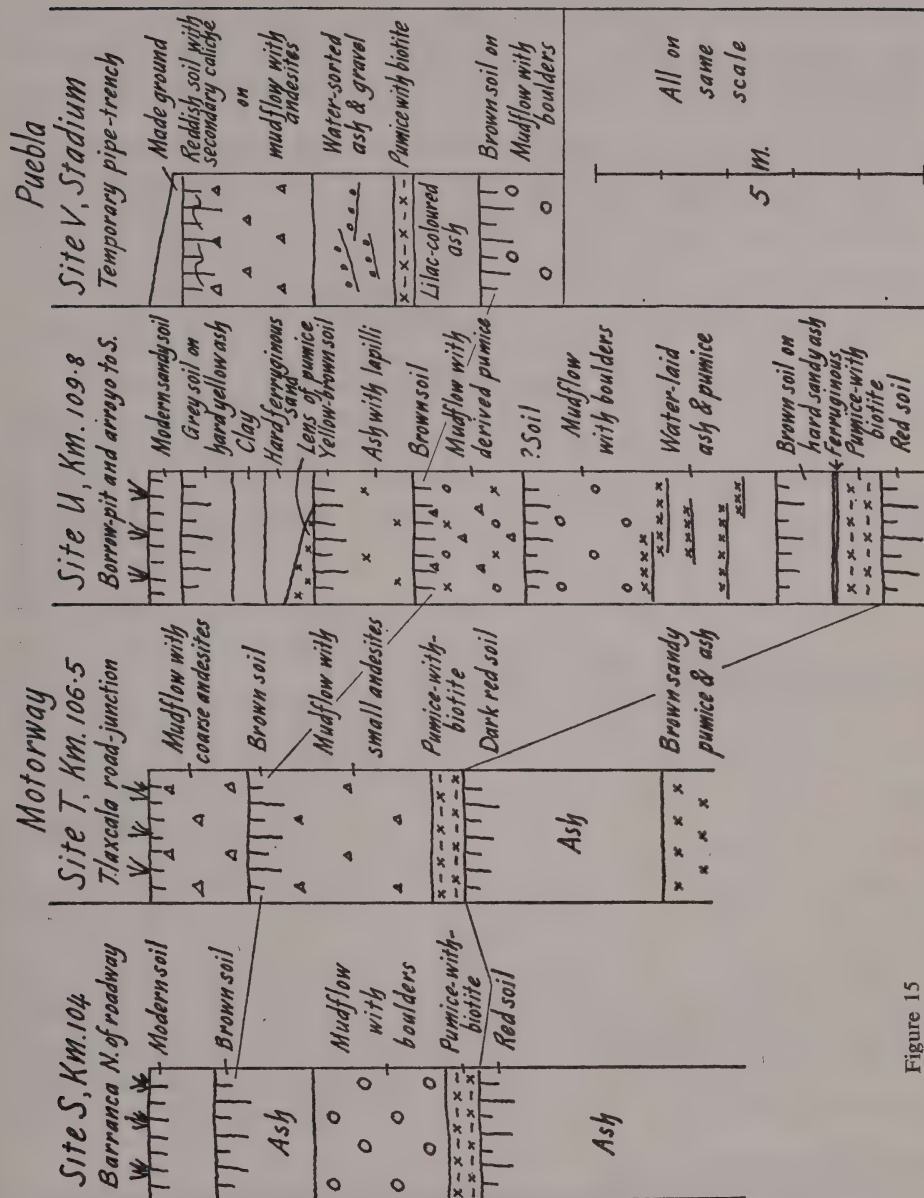 Motorway
Puebla
Site S, Km. 104
Barranca N. of roadway
Modern soil
Brown soil
Ash
Mudflow
with
boulders
Pumice-with-
biotite
Red soil
Ash
Site T, Km. 106·5
Tlaxcala road-junction
Mudflow with
coarse andesites
Brown soil
Mudflow with
small andesites
Pumice-with-
biotite
Dark red soil
Ash
Brown sandy
pumice & ash
Site U, Km. 109·8
Borrow-pit and arroyo to S.
Modern sandy soil
Grey soil on
hard yellow ash
Clay
Hard ferruginous
sand
Lens of pumice
Yellow-brown soil
Ash with lapilli
Brown soil
Mudflow with
derived pumice
? Soil
Mudflow
with boulders
Water-laid
ash & pumice
Brown soil on
hard sandy ash
Ferruginous
Pumice-with
biotite
Red soil
Site V, Stadium
Temporary pipe-trench
Made ground
Reddish soil with
secondary caliche
on
mudflow with
andesites
Water-sorted
ash & gravel
Pumice with biotite
Lilac-coloured
ash
Brown soil on
Mudflow with
boulders
All on
same
scale
5 m.
Figure 15